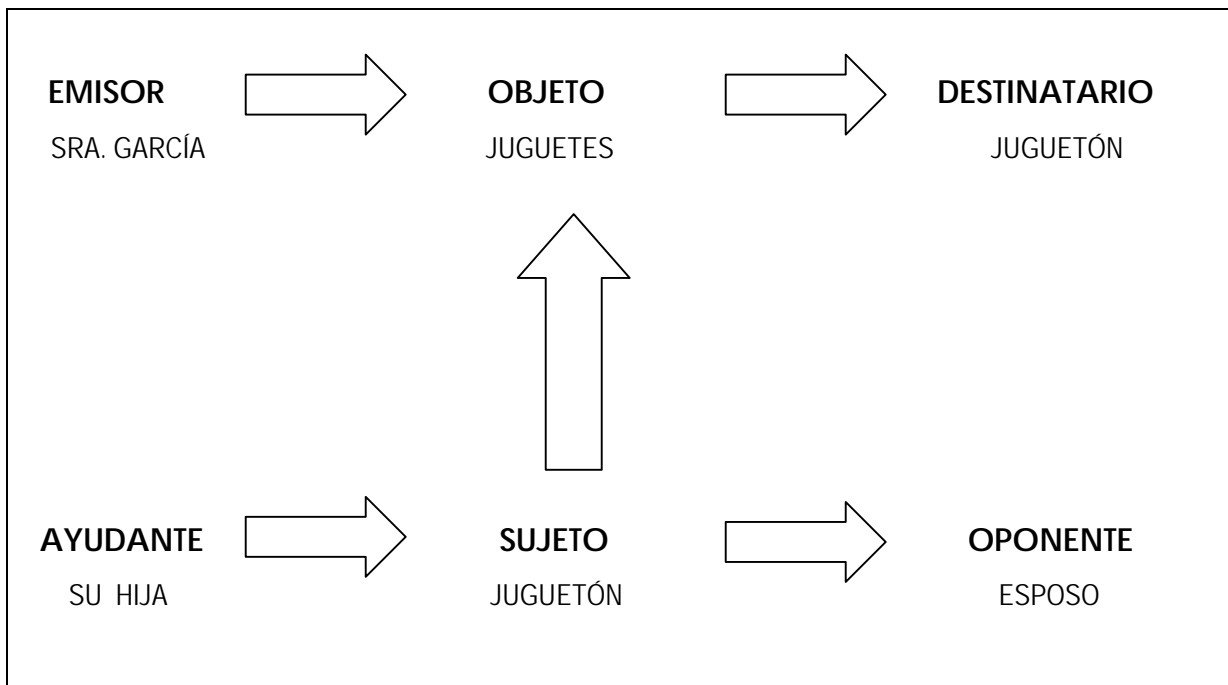 EMISOR OBJETO DESTINATARIO
SRA. GARCÍA JUGUETES JUGUETÓN
AYUDANTE SUJETO OPONENTE
SU HIJA JUGUETÓN ESPOSO